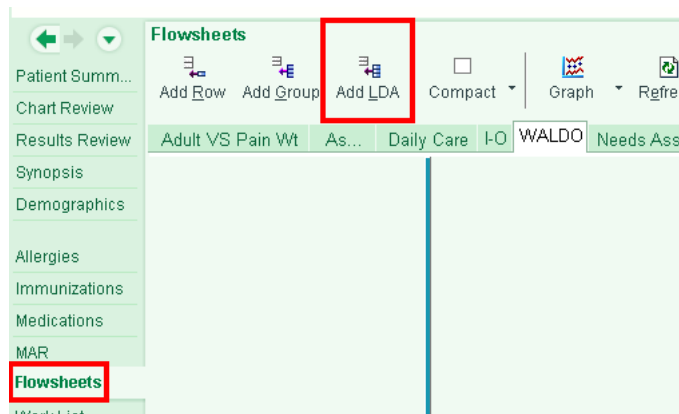 Flowsheets
Add Row Add Group Add LDA Compact Graph Refre
Adult VS Pain Wt As... Daily Care I-O WALDO Needs Ass
Patient Summ...
Chart Review
Results Review
Synopsis
Demographics
Allergies
Immunizations
Medications
MAR
Flowsheets